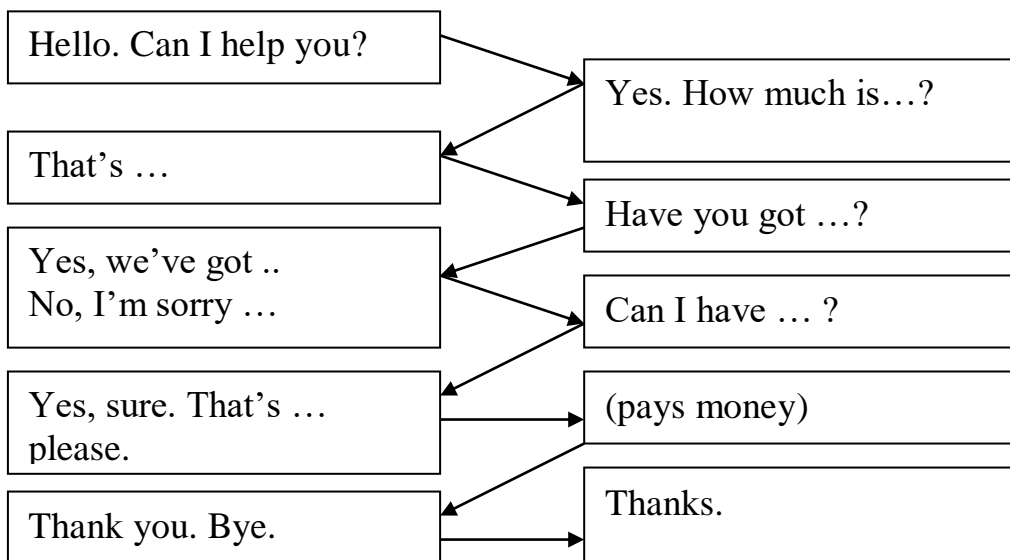 Hello. Can I help you?
Yes. How much is…?
That’s …
Have you got …?
Yes, we’ve got ..
No, I’m sorry …
Can I have … ?
Yes, sure. That’s …
please.
(pays money)
Thank you. Bye.
Thanks.